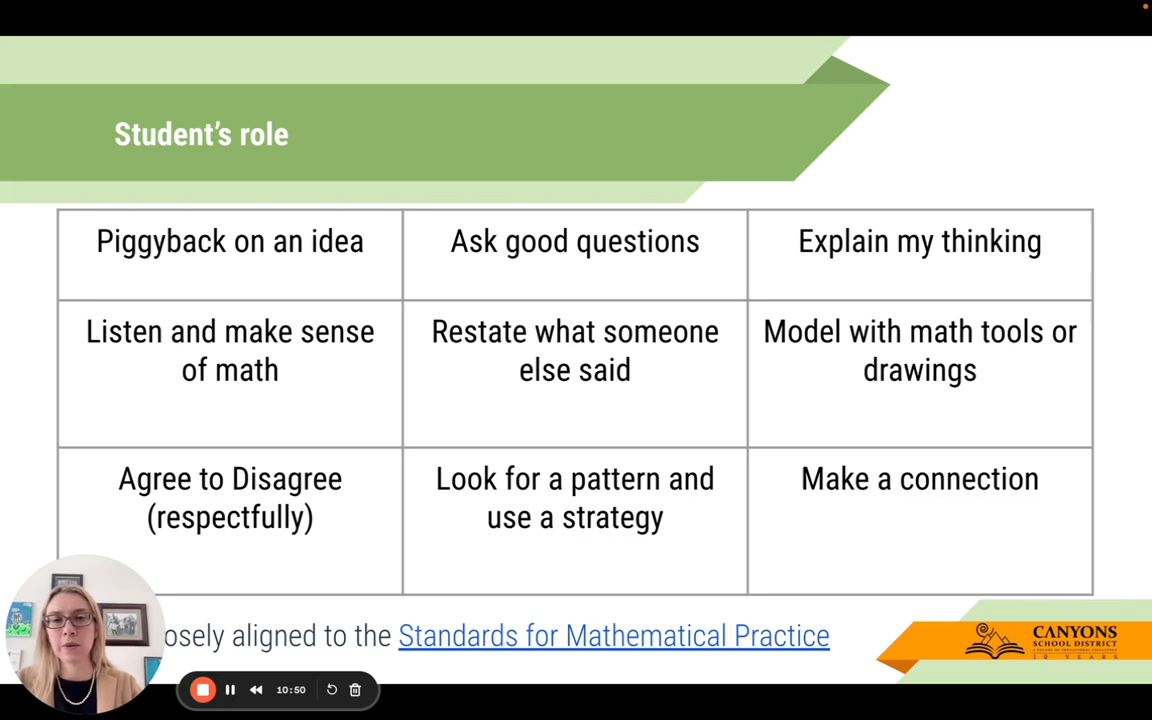 Student's role
Piggyback on an idea
Ask good questions
Explain my thinking
Listen and make sense
of math
Restate what someone
else said
Model with math tools or
drawings
Agree to Disagree
(respectfully)
Look for a pattern and
use a strategy
Make a connection
osely aligned to the Standards for Mathematical Practice
CANYONS
SCHOOL DISTRICT
10 YEARS
10:50